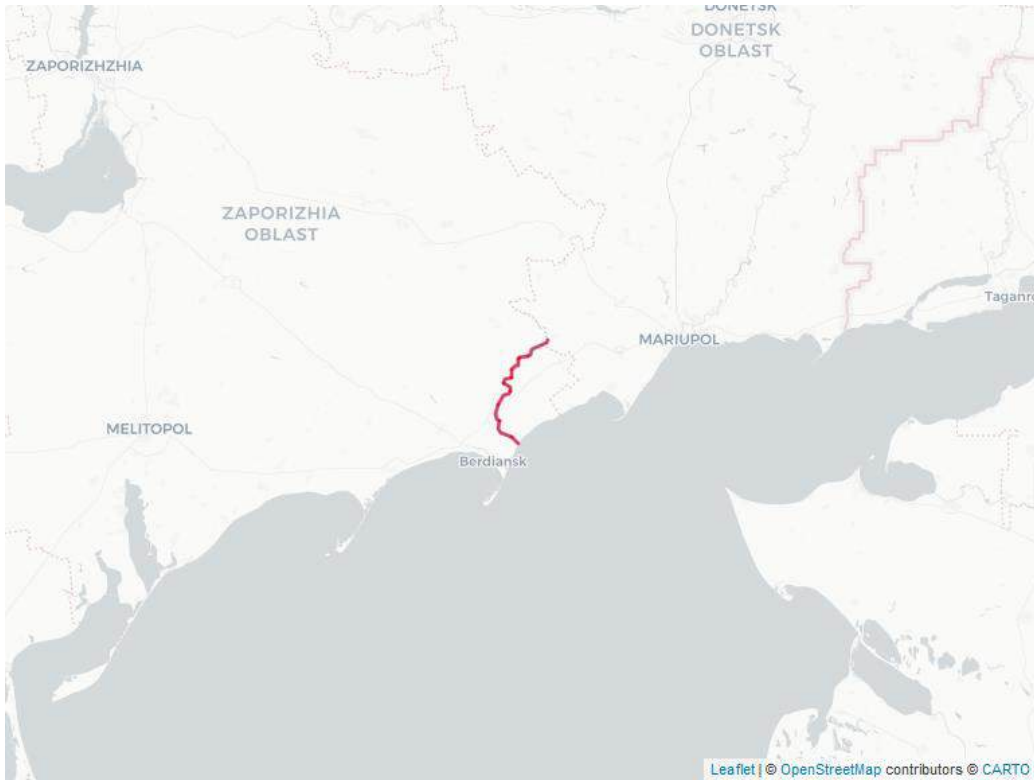 DONETSK
DONETSK
OBLAST
ZAPORIZHZHIA
ZAPORIZHIA
OBLAST
Taganro
MARIUPOL
MELITOPOL
Berdiansk
Leaflet | © OpenStreetMap contributors © CARTO